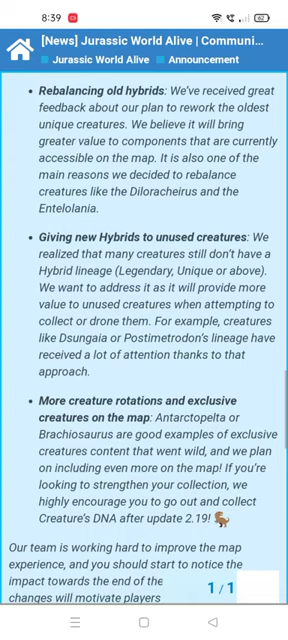 8:39
62
[News] Jurassic World Alive | Communi...
Jurassic World Alive Announcement
• Rebalancing old hybrids: We've received great
feedback about our plan to rework the oldest
unique creatures. We believe it will bring
greater value to components that are currently
accessible on the map. It is also one of the
main reasons we decided to rebalance
creatures like the Diloracheirus and the
Entelolania.
• Giving new Hybrids to unused creatures: We
realized that many creatures still don't have a
Hybrid lineage (Legendary, Unique or above).
We want to address it as it will provide more
value to unused creatures when attempting to
collect or drone them. For example, creatures
like Dsungaia or Postimetrodon's lineage have
received a lot of attention thanks to that
approach.
• More creature rotations and exclusive
creatures on the map: Antarctopelta or
Brachiosaurus are good examples of exclusive
creatures content that went wild, and we plan
on including even more on the map! If you're
looking to strengthen your collection, we
highly encourage you to go out and collect
Creature's DNA after update 2.19! 🦖
Our team is working hard to improve the map
experience, and you should start to notice the
impact towards the end of the
changes will motivate players
1 / 1